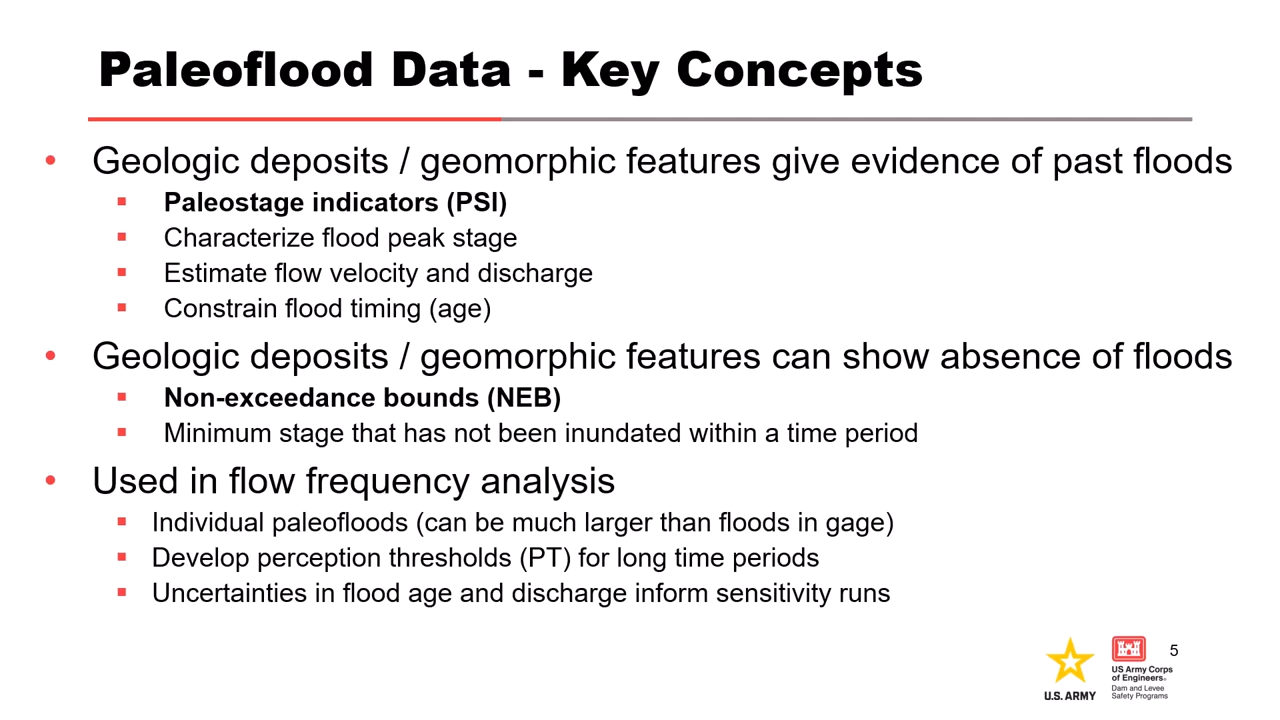 Paleoflood Data - Key Concepts
• Geologic deposits / geomorphic features give evidence of past floods
▪ Paleostage indicators (PSI)
▪ Characterize flood peak stage
▪ Estimate flow velocity and discharge
▪ Constrain flood timing (age)
• Geologic deposits / geomorphic features can show absence of floods
▪ Non-exceedance bounds (NEB)
▪ Minimum stage that has not been inundated within a time period
• Used in flow frequency analysis
▪ Individual paleofloods (can be much larger than floods in gage)
▪ Develop perception thresholds (PT) for long time periods
▪ Uncertainties in flood age and discharge inform sensitivity runs
5
U.S. ARMY
US Army Corps
of Engineers®
Dam and Levee
Safety Programs